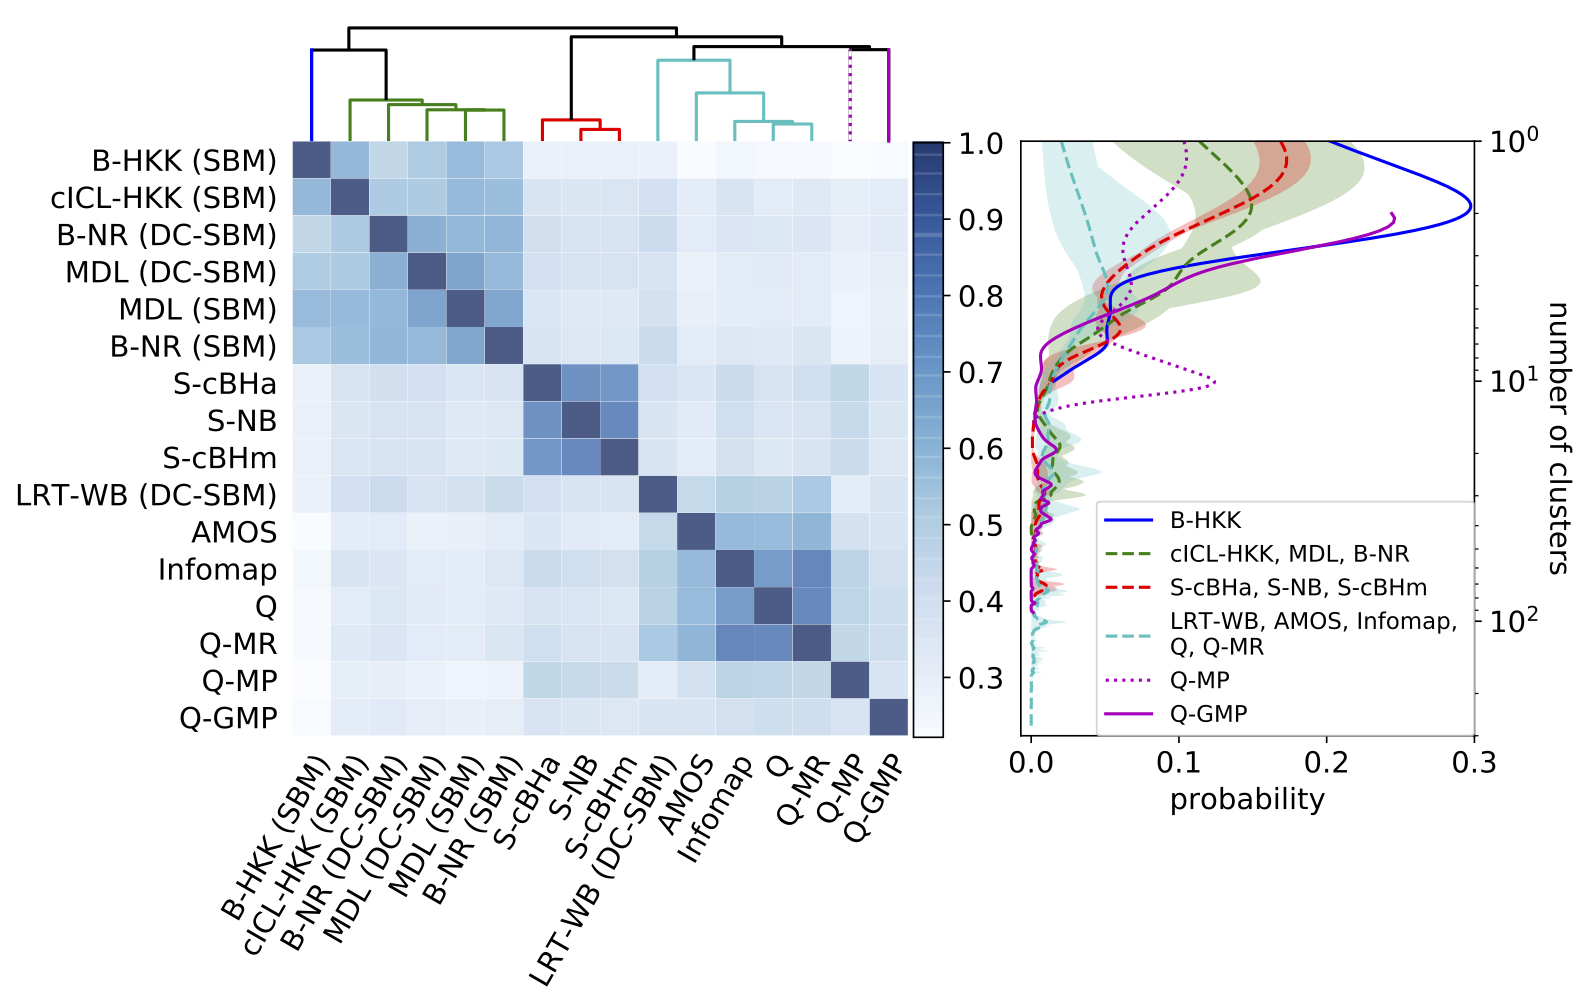 B-HKK (SBM)
cICL-HKK (SBM)
B-NR (DC-SBM)
MDL (DC-SBM)
MDL (SBM)
B-NR (SBM)
S-cBHa
S-NB
S-cBHm
LRT-WB (DC-SBM)
AMOS
Infomap
Q
Q-MR
Q-MP
Q-GMP
B-HKK (SBM)
cICL-HKK (SBM)
B-NR (DC-SBM)
MDL (DC-SBM)
MDL (SBM)
B-NR (SBM)
S-cBHa
S-NB
S-cBHm
LRT-WB (DC-SBM)
AMOS
Infomap
Q
Q-MR
Q-MP
Q-GMP
1.0
0.9
0.8
0.7
0.6
0.5
0.4
0.3
B-HKK
cICL-HKK, MDL, B-NR
S-cBHa, S-NB, S-cBHm
LRT-WB, AMOS, Infomap,
Q, Q-MR
Q-MP
Q-GMP
0.0
0.1
0.2
0.3
probability
10⁰
10¹
10²
number of clusters